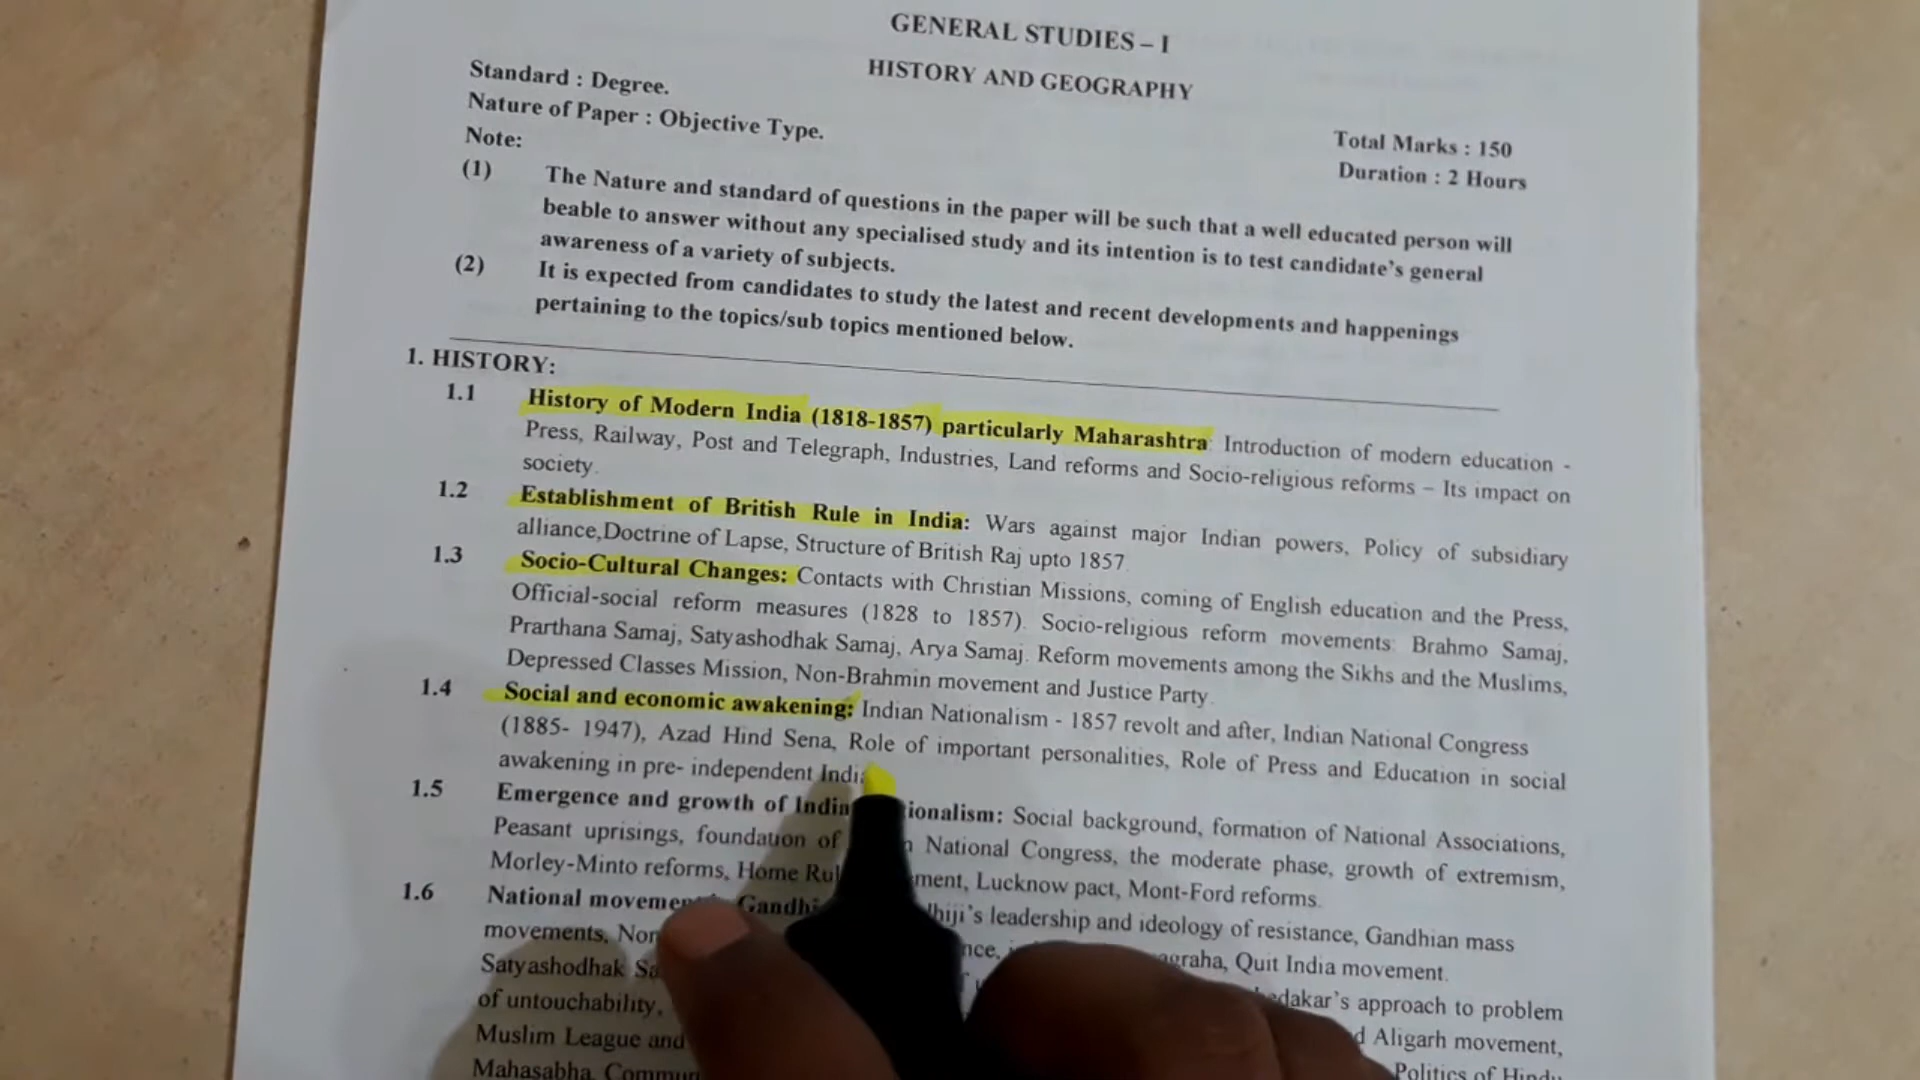 GENERAL STUDIES – I
HISTORY AND GEOGRAPHY
Standard : Degree.
Nature of Paper : Objective Type.
Total Marks : 150
Note:
Duration : 2 Hours
(1) The Nature and standard of questions in the paper will be such that a well educated person will
beable to answer without any specialised study and its intention is to test candidate's general
awareness of a variety of subjects.
(2) It is expected from candidates to study the latest and recent developments and happenings
pertaining to the topics/sub topics mentioned below.
1. HISTORY:
1.1 History of Modern India (1818-1857) particularly Maharashtra: Introduction of modern education -
Press, Railway, Post and Telegraph, Industries, Land reforms and Socio-religious reforms – Its impact on
society.
1.2 Establishment of British Rule in India: Wars against major Indian powers, Policy of subsidiary
alliance,Doctrine of Lapse, Structure of British Raj upto 1857.
1.3 Socio-Cultural Changes: Contacts with Christian Missions, coming of English education and the Press,
Official-social reform measures (1828 to 1857). Socio-religious reform movements: Brahmo Samaj,
Prarthana Samaj, Satyashodhak Samaj, Arya Samaj. Reform movements among the Sikhs and the Muslims,
Depressed Classes Mission, Non-Brahmin movement and Justice Party.
1.4 Social and economic awakening: Indian Nationalism - 1857 revolt and after, Indian National Congress
(1885- 1947), Azad Hind Sena, Role of important personalities, Role of Press and Education in social
awakening in pre- independent
1.5 Emergence and growth of Social background, formation of National Associations,
Peasant uprisings, foundation of National Congress, the moderate phase, growth of extremism,
Morley-Minto reforms, Home Lucknow pact, Mont-Ford reforms.
1.6 National leadership and ideology of resistance, Gandhian mass
movements, Quit India movement.
Satyashodhak approach to problem
of untouchability, Aligarh movement,
Muslim League and Politics of Hindu
Mahasabha,